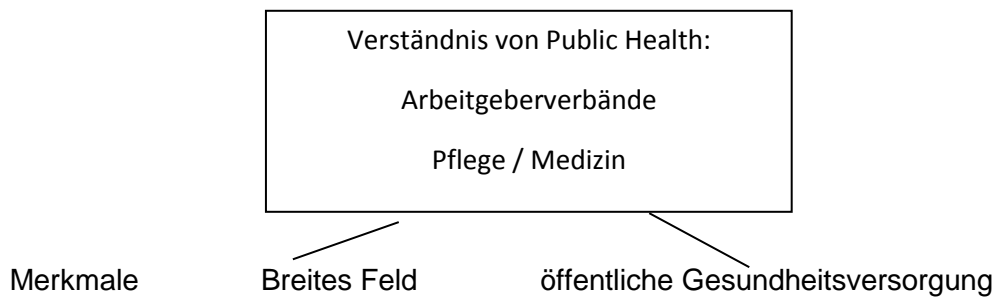 Verständnis von Public Health:
Arbeitgeberverbände
Pflege / Medizin
Merkmale Breites Feld öffentliche Gesundheitsversorgung